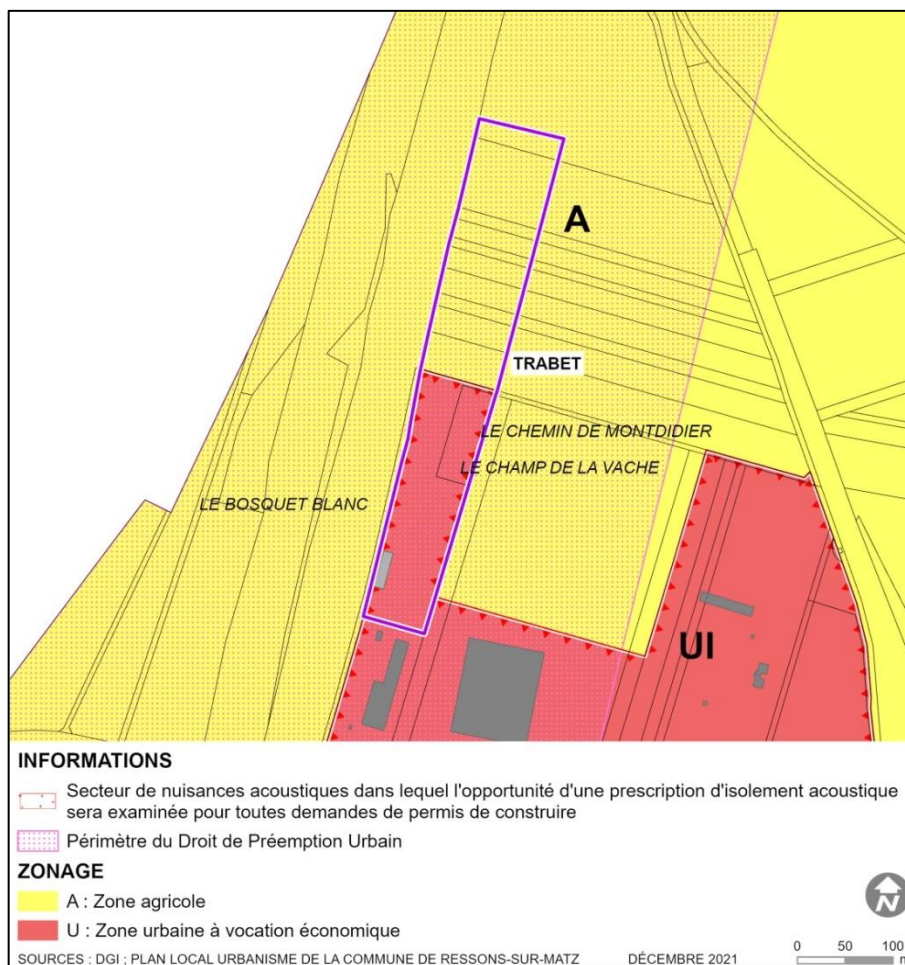 A
TRABET
LE CHEMIN DE MONTDIDIER
LE CHAMP DE LA VACHE
LE BOSQUET BLANC
UI
INFORMATIONS
Secteur de nuisances acoustiques dans lequel l'opportunité d'une prescription d'isolement acoustique
sera examinée pour toutes demandes de permis de construire
Périmètre du Droit de Préemption Urbain
ZONAGE
A : Zone agricole
U : Zone urbaine à vocation économique
N
SOURCES : DGI ; PLAN LOCAL URBANISME DE LA COMMUNE DE RESSONS-SUR-MATZ DÉCEMBRE 2021
0 50 100
m